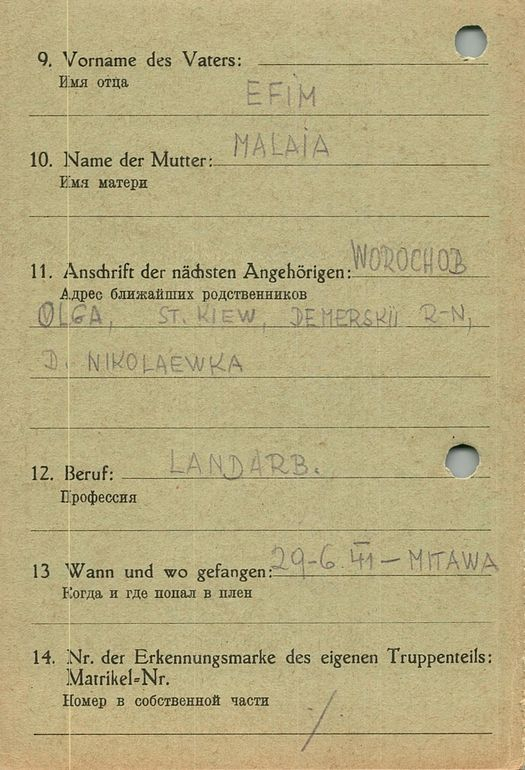 9. Vorname des Vaters:
Имя отца
EFIM
10. Name der Mutter: MALAIA
Имя матери
11. Anschrift der nächsten Angehörigen: WOROCHOB
Адрес ближайших родственников
OLGA, ST. KIEW, DEMERSKII R-N,
D. NIKOLAEWKA
12. Beruf: LANDARB.
Профессия
13 Wann und wo gefangen: 29-6 41 - MITAWA
Когда и где попал в плен
14. Nr. der Erkennungsmarke des eigenen Truppenteils:
Matrikel=Nr.
Номер в собственной части
./.